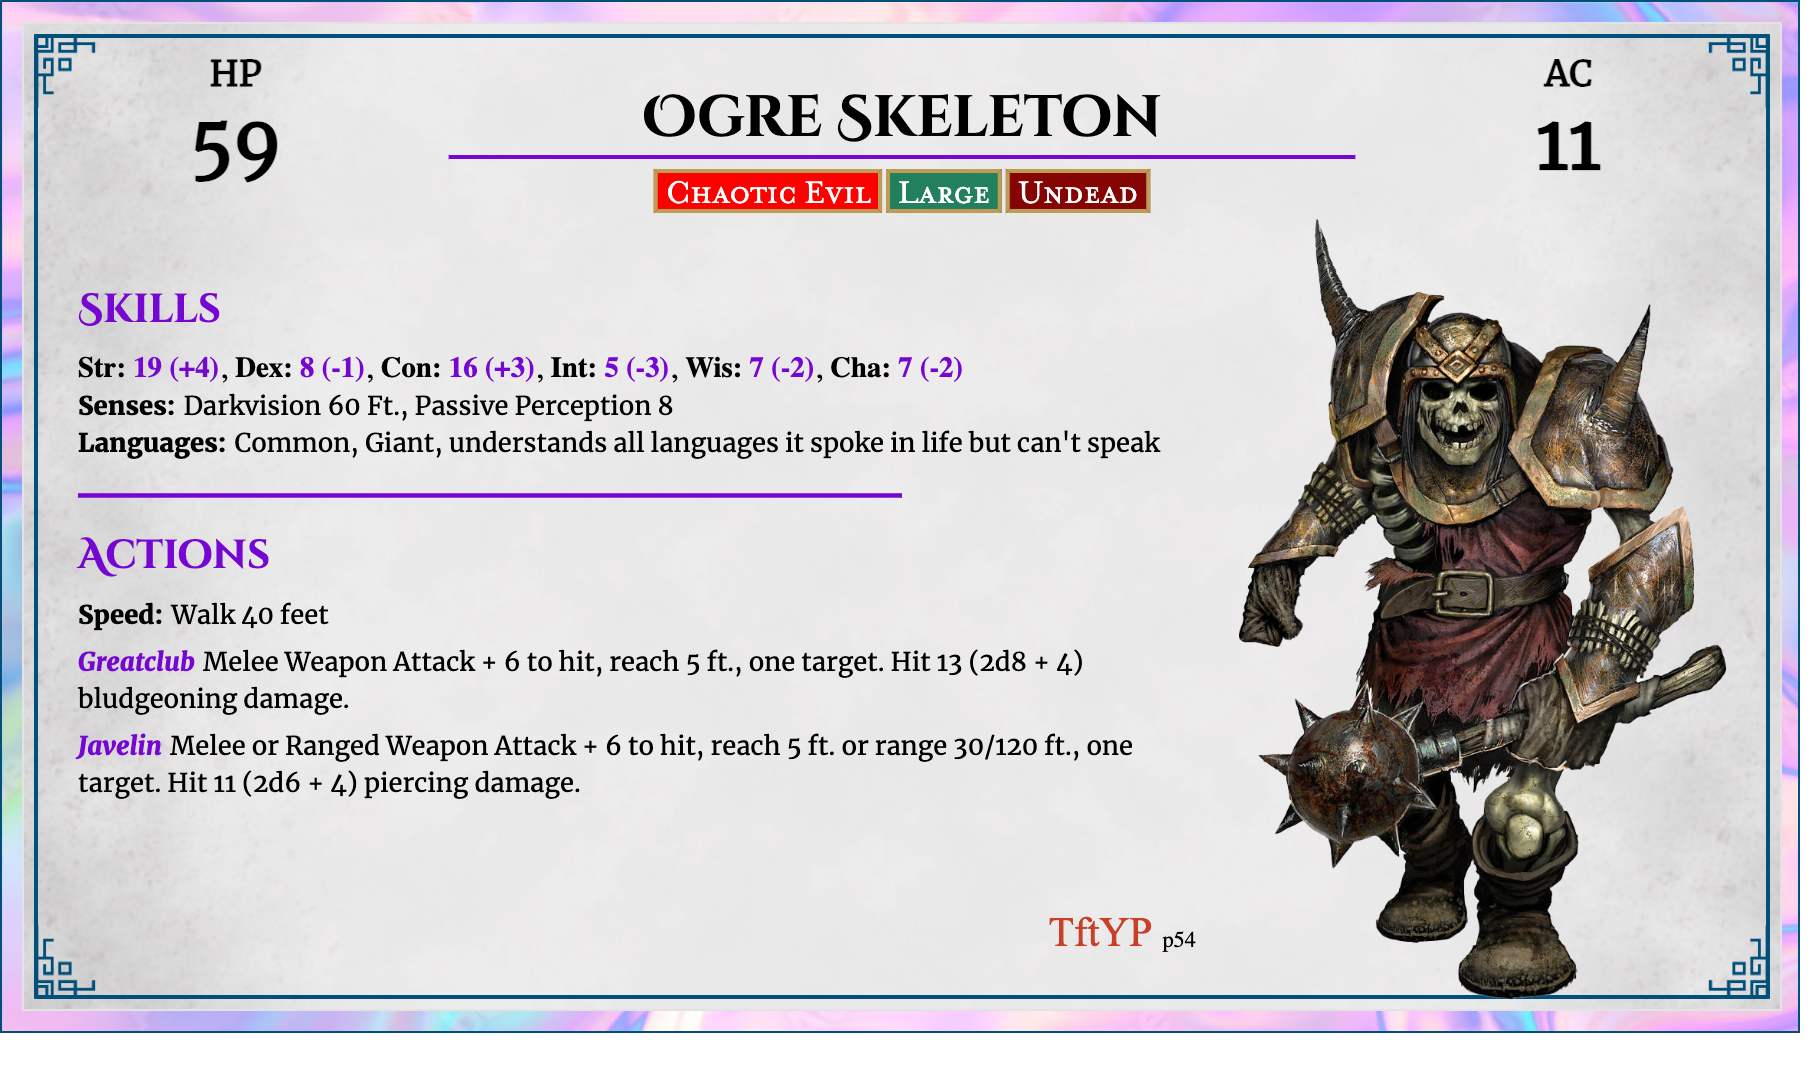 HP
59
Ogre Skeleton
AC
11
Chaotic Evil Large Undead
Skills
Str: 19 (+4), Dex: 8 (-1), Con: 16 (+3), Int: 5 (-3), Wis: 7 (-2), Cha: 7 (-2)
Senses: Darkvision 60 Ft., Passive Perception 8
Languages: Common, Giant, understands all languages it spoke in life but can't speak
Actions
Speed: Walk 40 feet
Greatclub Melee Weapon Attack + 6 to hit, reach 5 ft., one target. Hit 13 (2d8 + 4)
bludgeoning damage.
Javelin Melee or Ranged Weapon Attack + 6 to hit, reach 5 ft. or range 30/120 ft., one
target. Hit 11 (2d6 + 4) piercing damage.
TftYP p54